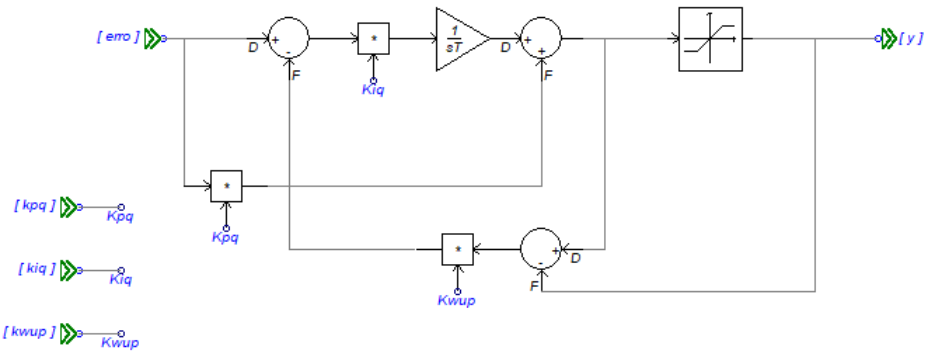 [ erro ]
D
+
-
F
*
Kiq
1
sT
D
+
+
F
[ y ]
*
Kpq
[ kpq ]
Kpq
*
Kwup
+
-
D
F
[ kiq ]
Kiq
[ kwup ]
Kwup